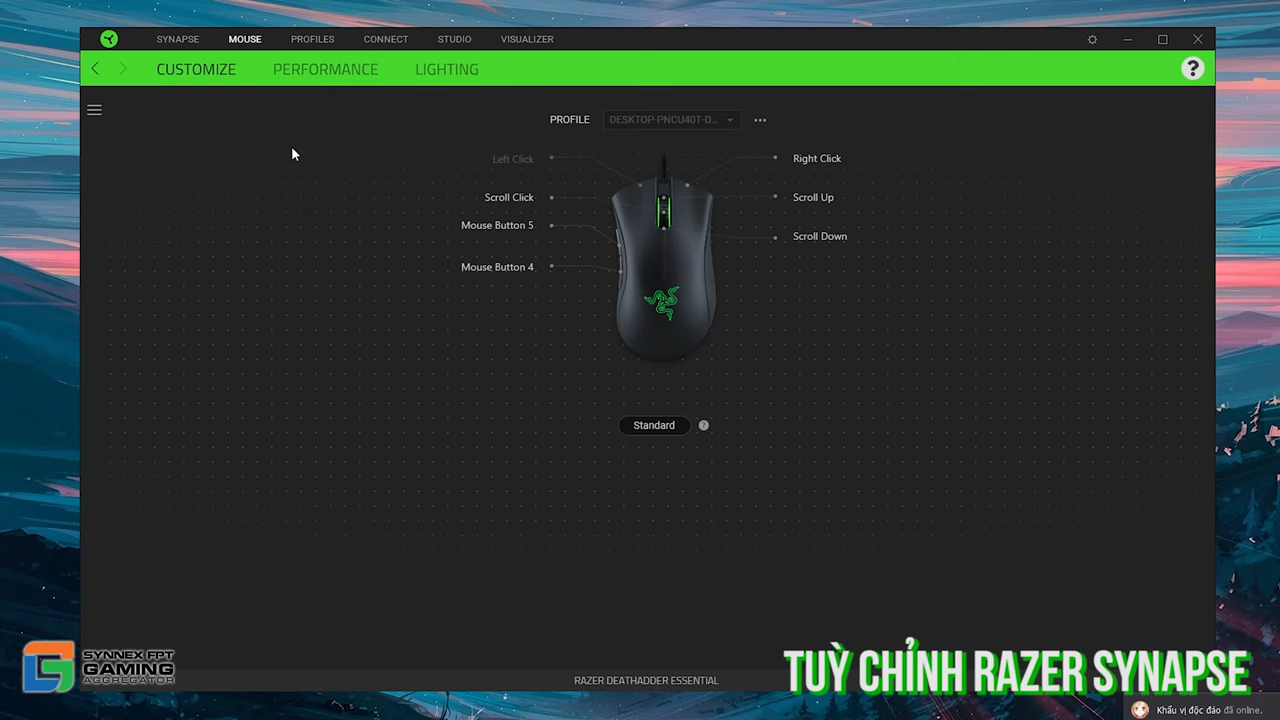 SYNAPSE MOUSE PROFILES CONNECT STUDIO VISUALIZER
CUSTOMIZE PERFORMANCE LIGHTING ?
PROFILE DESKTOP-PNCU40T-D... ...
Left Click Right Click
Scroll Click Scroll Up
Mouse Button 5 Scroll Down
Mouse Button 4
Standard ?
SYNNEX FPT
GAMING
AGGREGATOR
RAZER DEATHADDER ESSENTIAL
TUỲ CHỈNH RAZER SYNAPSE
Khẩu vị độc đáo đã online.